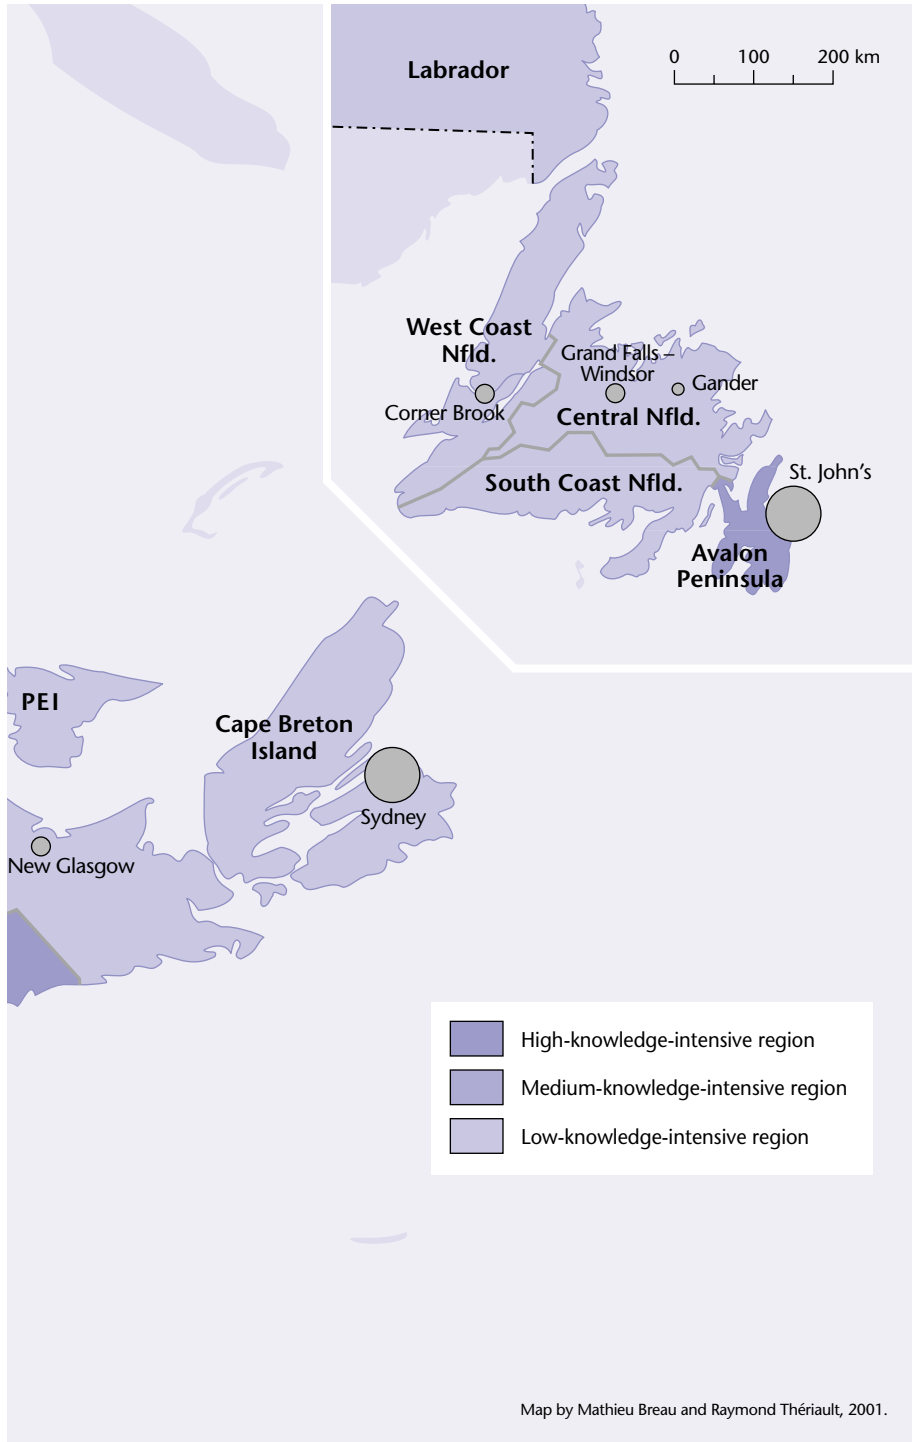 Labrador
0 100 200 km
West Coast
Nfld.
Grand Falls –
Windsor
Gander
Corner Brook
Central Nfld.
St. John's
South Coast Nfld.
Avalon
Peninsula
PEI
Cape Breton
Island
Sydney
New Glasgow
High-knowledge-intensive region
Medium-knowledge-intensive region
Low-knowledge-intensive region
Map by Mathieu Breau and Raymond Thériault, 2001.